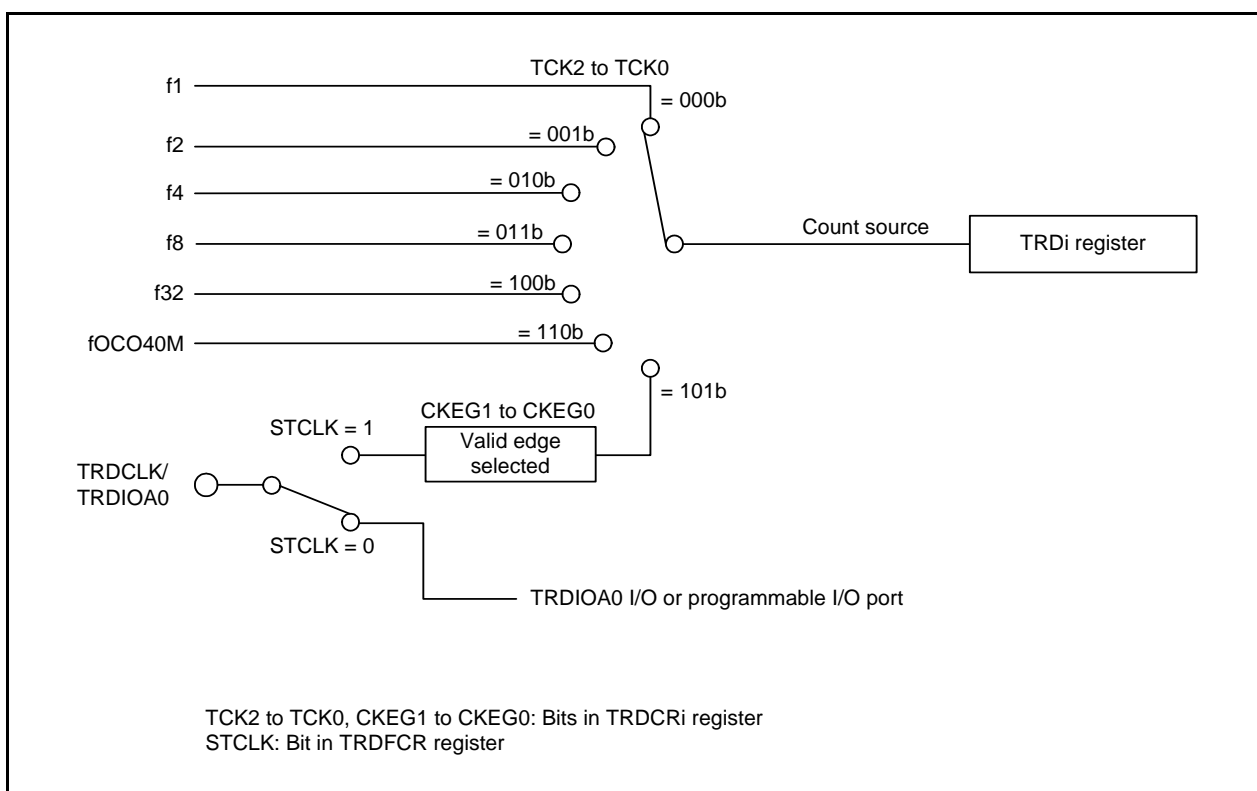 TCK2 to TCK0
f1
= 000b
f2
= 001b
f4
= 010b
f8
= 011b
Count source
TRDi register
f32
= 100b
fOCO40M
= 110b
= 101b
CKEG1 to CKEG0
STCLK = 1
Valid edge
selected
TRDCLK/
TRDIOA0
STCLK = 0
TRDIOA0 I/O or programmable I/O port
TCK2 to TCK0, CKEG1 to CKEG0: Bits in TRDCRi register
STCLK: Bit in TRDFCR register